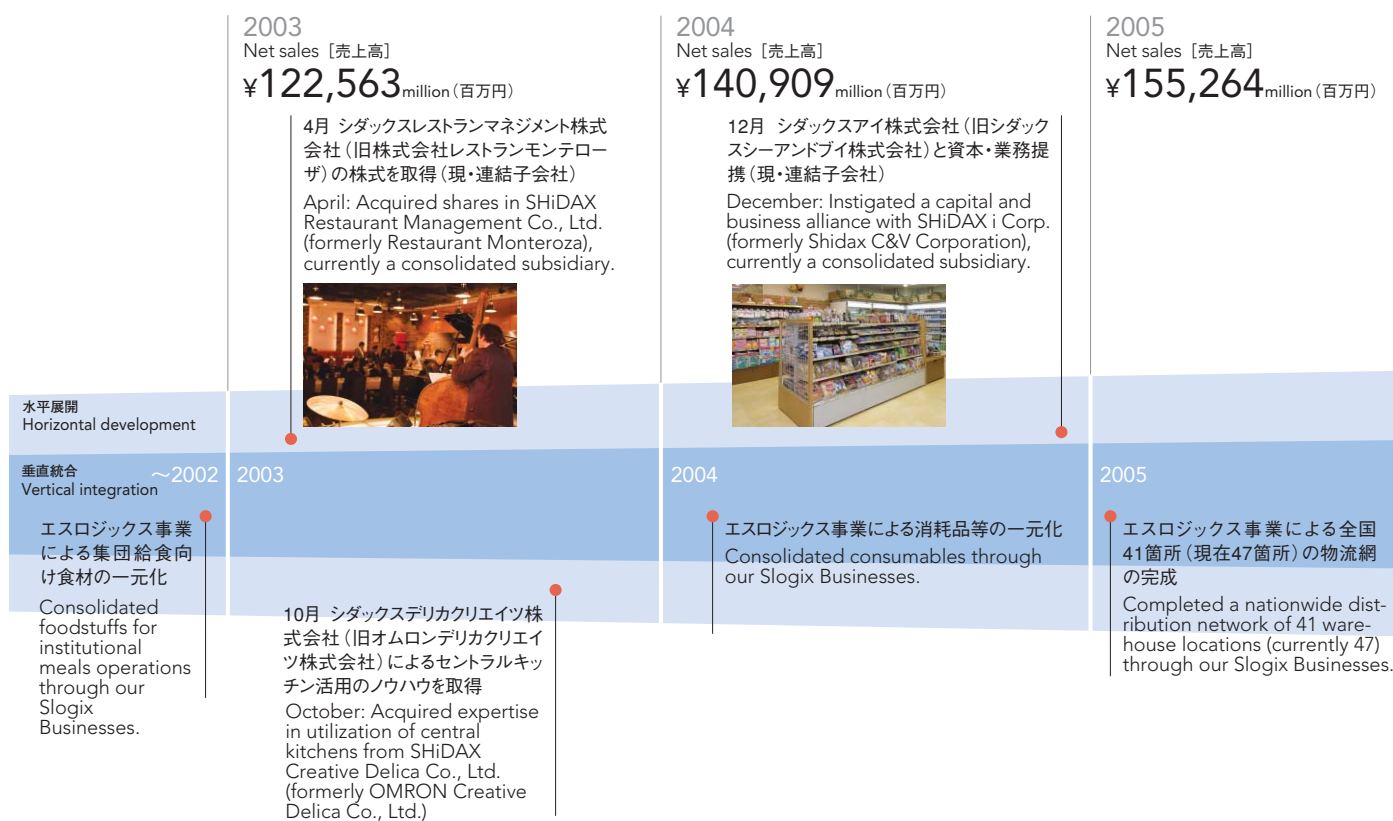 2003
Net sales［売上高］
¥122,563million（百万円）
4月 シダックスレストランマネジメント株式
会社（旧株式会社レストランモンテロー
ザ）の株式を取得（現・連結子会社）
April: Acquired shares in SHiDAX
Restaurant Management Co., Ltd.
(formerly Restaurant Monteroza),
currently a consolidated subsidiary.
2004
Net sales［売上高］
¥140,909million（百万円）
12月 シダックスアイ株式会社（旧シダック
スシーアンドブイ株式会社）と資本・業務提
携（現・連結子会社）
December: Instigated a capital and
business alliance with SHiDAX i Corp.
(formerly Shidax C&V Corporation),
currently a consolidated subsidiary.
2005
Net sales［売上高］
¥155,264million（百万円）
水平展開
Horizontal development
垂直統合
Vertical integration
～2002
2003
2004
2005
エスロジックス事業
による集団給食向
け食材の一元化
Consolidated
foodstuffs for
institutional
meals operations
through our
Slogix
Businesses.
10月 シダックスデリカクリエイツ株
式会社（旧オムロンデリカクリエイ
ツ株式会社）によるセントラルキッ
チン活用のノウハウを取得
October: Acquired expertise
in utilization of central
kitchens from SHiDAX
Creative Delica Co., Ltd.
(formerly OMRON Creative
Delica Co., Ltd.)
エスロジックス事業による消耗品等の一元化
Consolidated consumables through
our Slogix Businesses.
エスロジックス事業による全国
41箇所（現在47箇所）の物流網
の完成
Completed a nationwide dist-
ribution network of 41 ware-
house locations (currently 47)
through our Slogix Businesses.